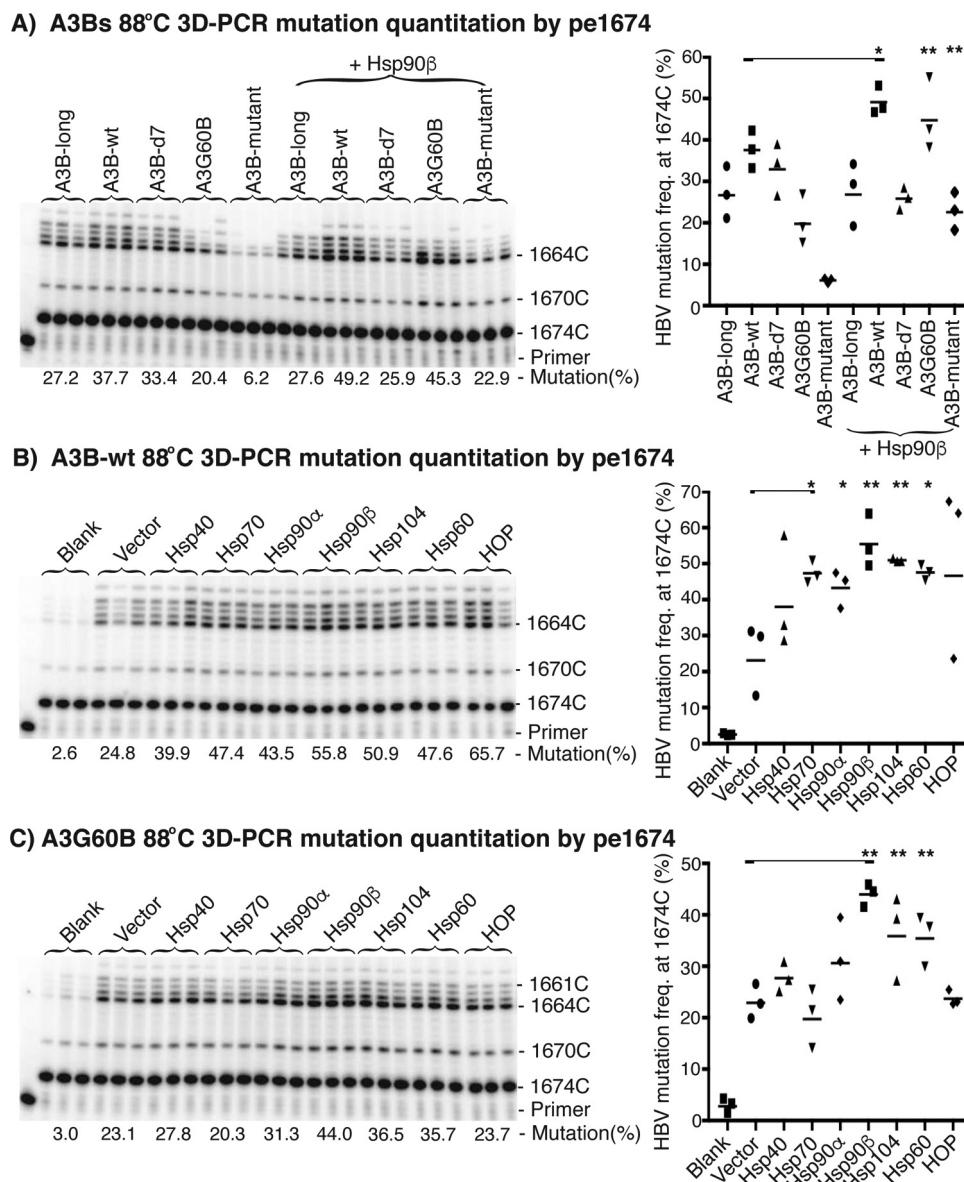 A) A3Bs 88°C 3D-PCR mutation quantitation by pe1674
+ Hsp90β
A3B-long
A3B-wt
A3B-d7
A3G60B
A3B-mutant
A3B-long
A3B-wt
A3B-d7
A3G60B
A3B-mutant
- 1664C
- 1670C
- 1674C
- Primer
27.2 37.7 33.4 20.4 6.2 27.6 49.2 25.9 45.3 22.9 - Mutation(%)
HBV mutation freq. at 1674C (%)
* ** **
60
50
40
30
20
10
0
A3B-long
A3B-wt
A3B-d7
A3G60B
A3B-mutant
A3B-long
A3B-wt
A3B-d7
A3G60B
A3B-mutant
+ Hsp90β
B) A3B-wt 88°C 3D-PCR mutation quantitation by pe1674
Blank
Vector
Hsp40
Hsp70
Hsp90α
Hsp90β
Hsp104
Hsp60
HOP
- 1664C
- 1670C
- 1674C
- Primer
2.6 24.8 39.9 47.4 43.5 55.8 50.9 47.6 65.7 - Mutation(%)
HBV mutation freq. at 1674C (%)
* * ** ** *
70
60
50
40
30
20
10
0
Blank
Vector
Hsp40
Hsp70
Hsp90α
Hsp90β
Hsp104
Hsp60
HOP
C) A3G60B 88°C 3D-PCR mutation quantitation by pe1674
Blank
Vector
Hsp40
Hsp70
Hsp90α
Hsp90β
Hsp104
Hsp60
HOP
- 1661C
- 1664C
- 1670C
- 1674C
- Primer
3.0 23.1 27.8 20.3 31.3 44.0 36.5 35.7 23.7 - Mutation(%)
HBV mutation freq. at 1674C (%)
** ** **
50
40
30
20
10
0
Blank
Vector
Hsp40
Hsp70
Hsp90α
Hsp90β
Hsp104
Hsp60
HOP